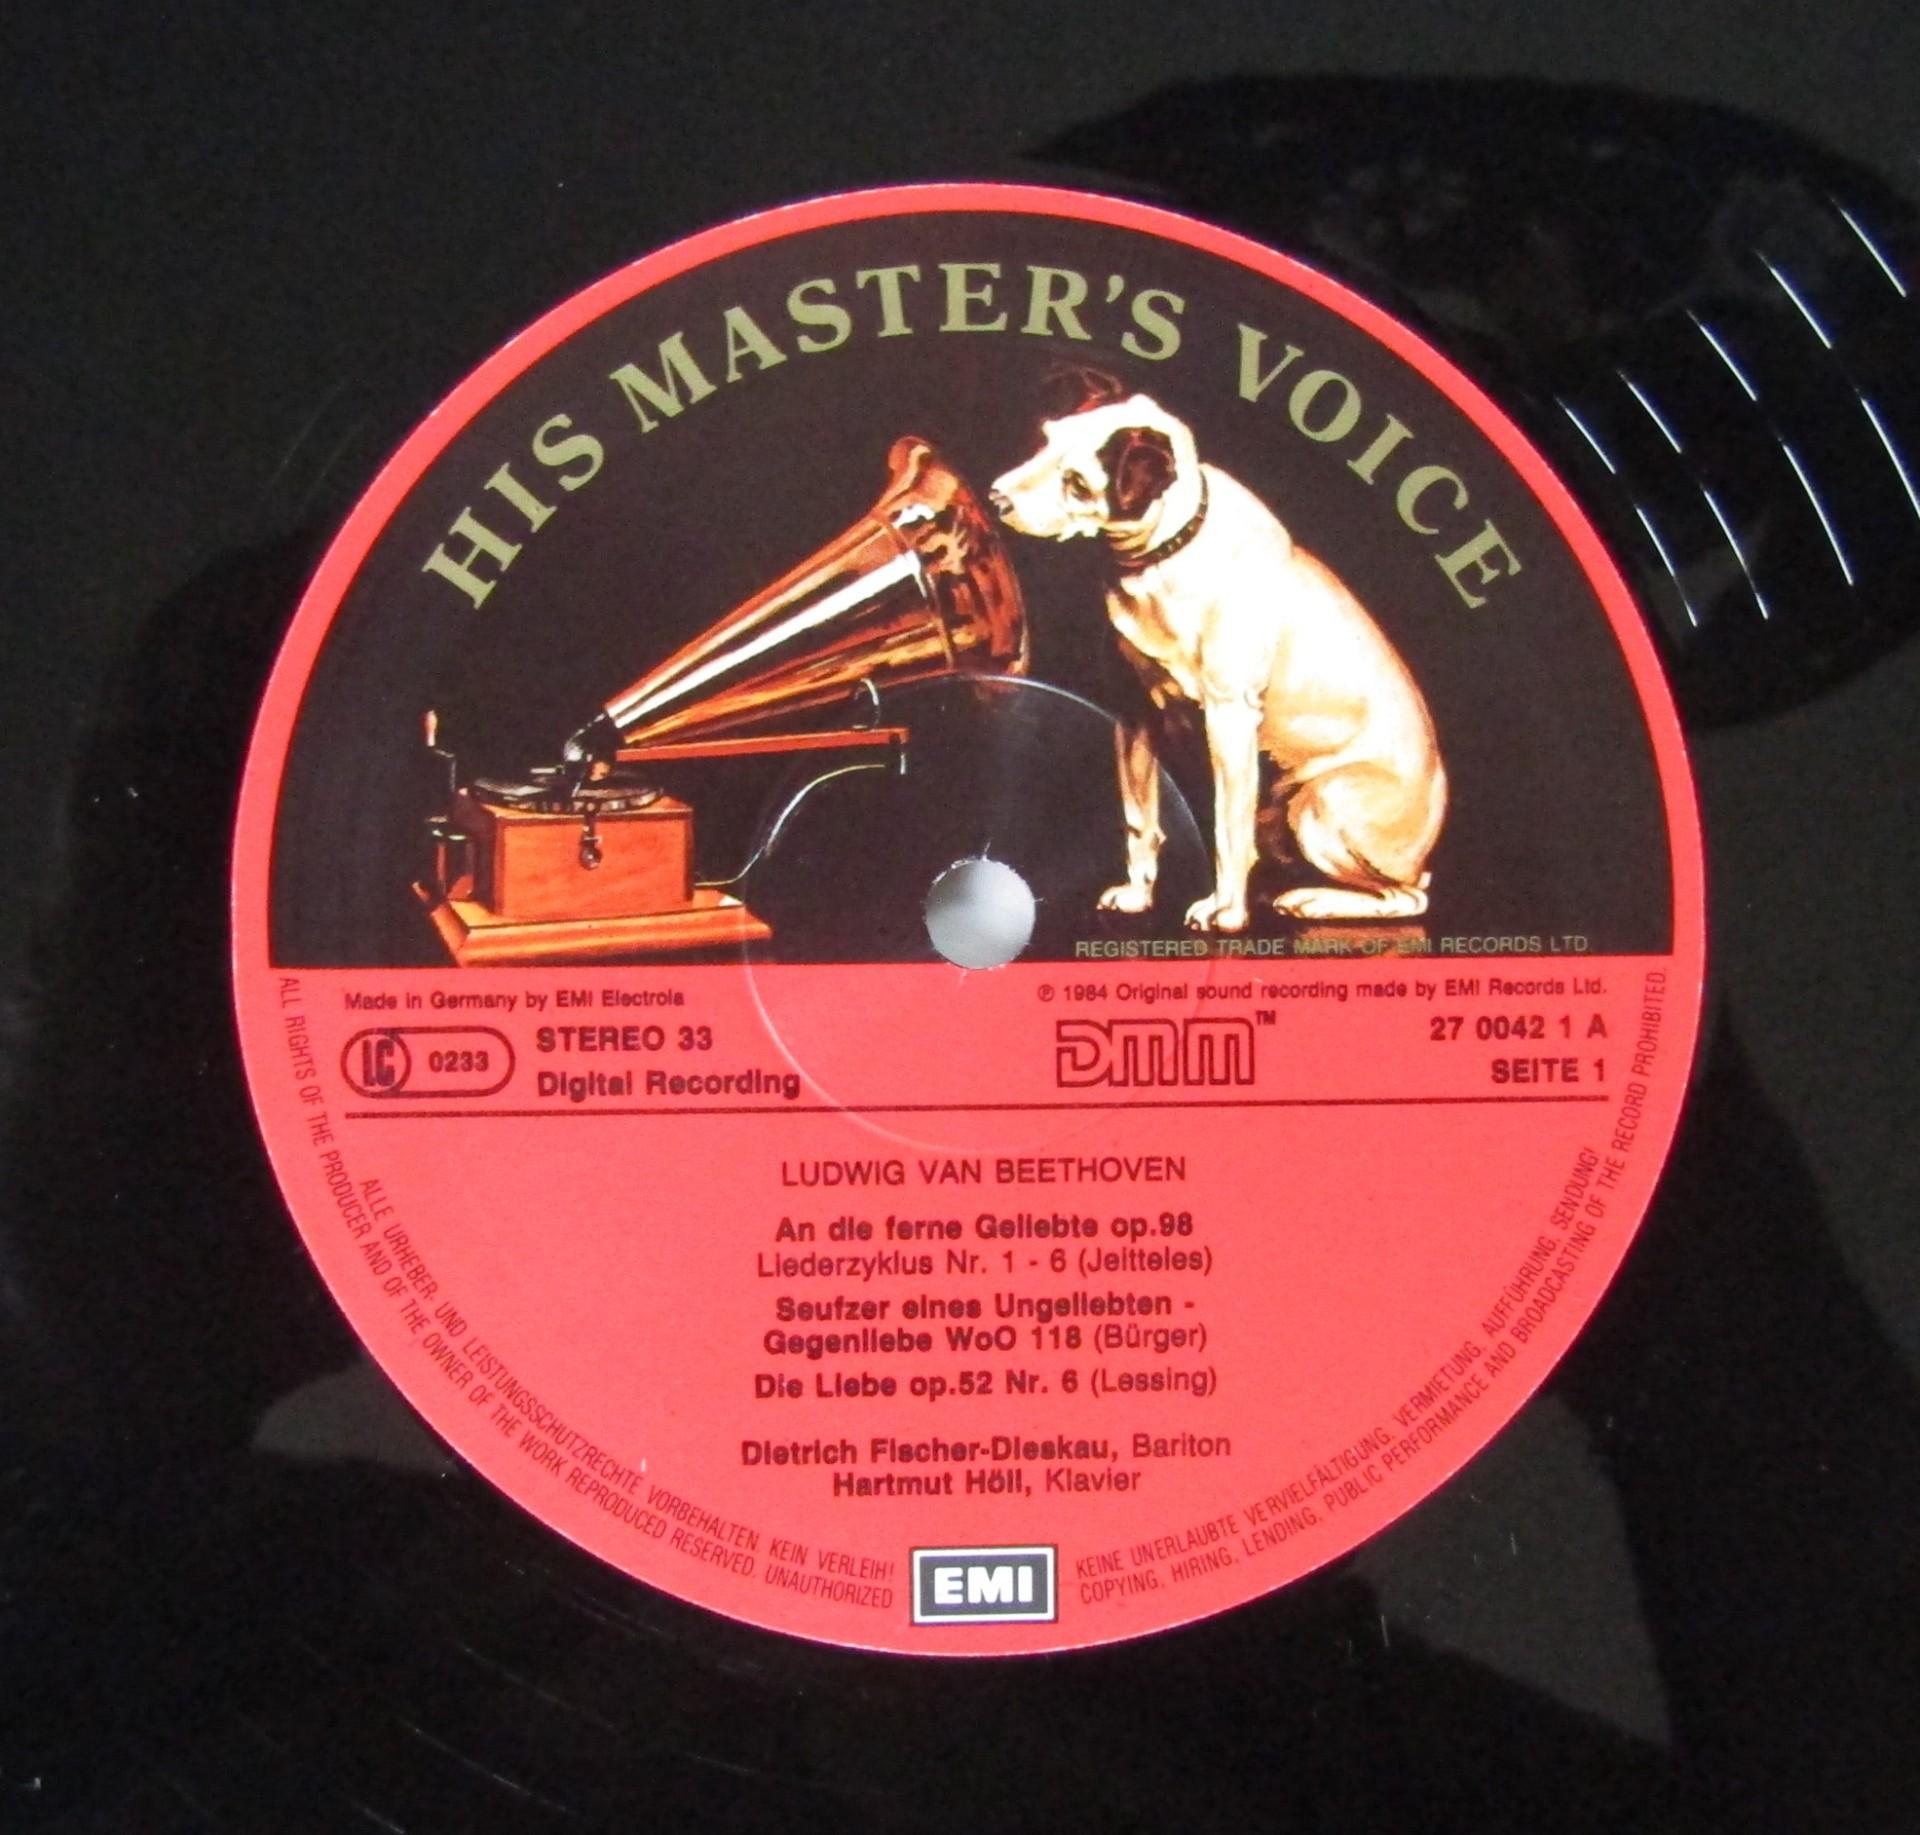 HIS MASTER'S VOICE
REGISTERED TRADE MARK OF EMI RECORDS LTD.
Made in Germany by EMI Electrola
℗ 1984 Original sound recording made by EMI Records Ltd.
LC 0233
STEREO 33
Digital Recording
DMM™
27 0042 1 A
SEITE 1
LUDWIG VAN BEETHOVEN
An die ferne Geliebte op.98
Liederzyklus Nr. 1 - 6 (Jeitteles)
Seufzer eines Ungeliebten -
Gegenliebe WoO 118 (Bürger)
Die Liebe op.52 Nr. 6 (Lessing)
Dietrich Fischer-Dieskau, Bariton
Hartmut Höll, Klavier
EMI
ALLE URHEBER- UND LEISTUNGSSCHUTZRECHTE VORBEHALTEN. KEIN VERLEIH! KEINE UNERLAUBTE VERVIELFÄLTIGUNG, VERMIETUNG, AUFFÜHRUNG, SENDUNG!
ALL RIGHTS OF THE PRODUCER AND OF THE OWNER OF THE WORK REPRODUCED RESERVED. UNAUTHORIZED COPYING, HIRING, LENDING, PUBLIC PERFORMANCE AND BROADCASTING OF THE RECORD PROHIBITED.